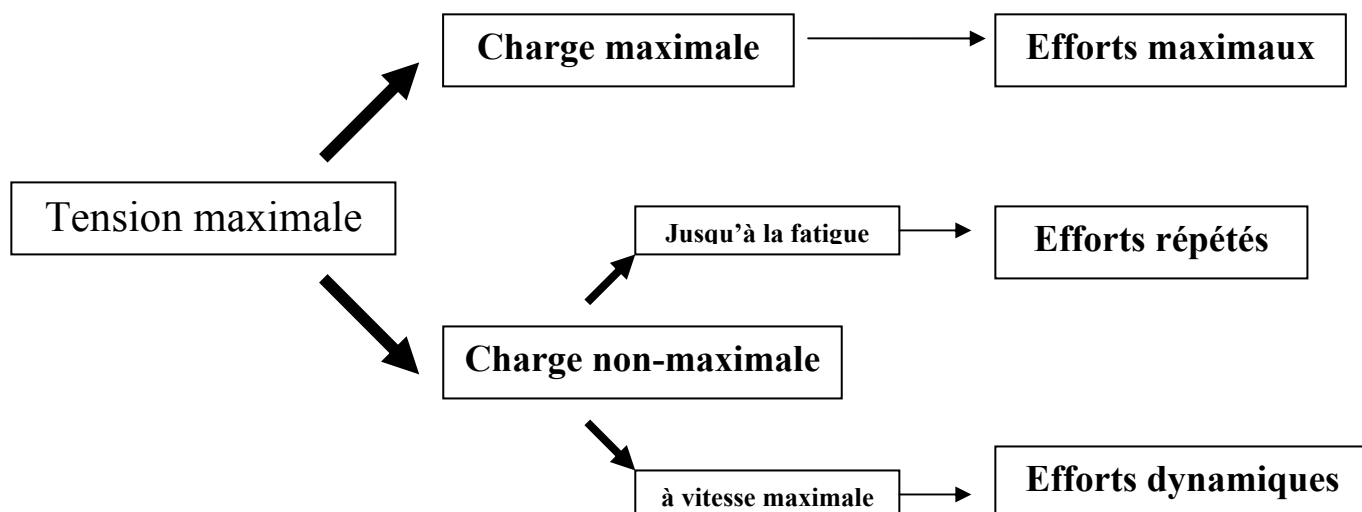 Charge maximale
Efforts maximaux
Tension maximale
Jusqu’à la fatigue
Efforts répétés
Charge non-maximale
à vitesse maximale
Efforts dynamiques